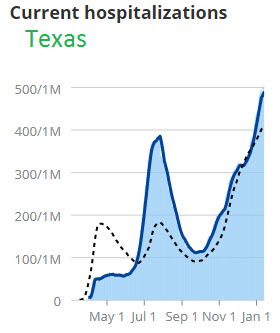 Current hospitalizations
Texas
500/1M
400/1M
300/1M
200/1M
100/1M
0
May 1 Jul 1 Sep 1 Nov 1 Jan 1